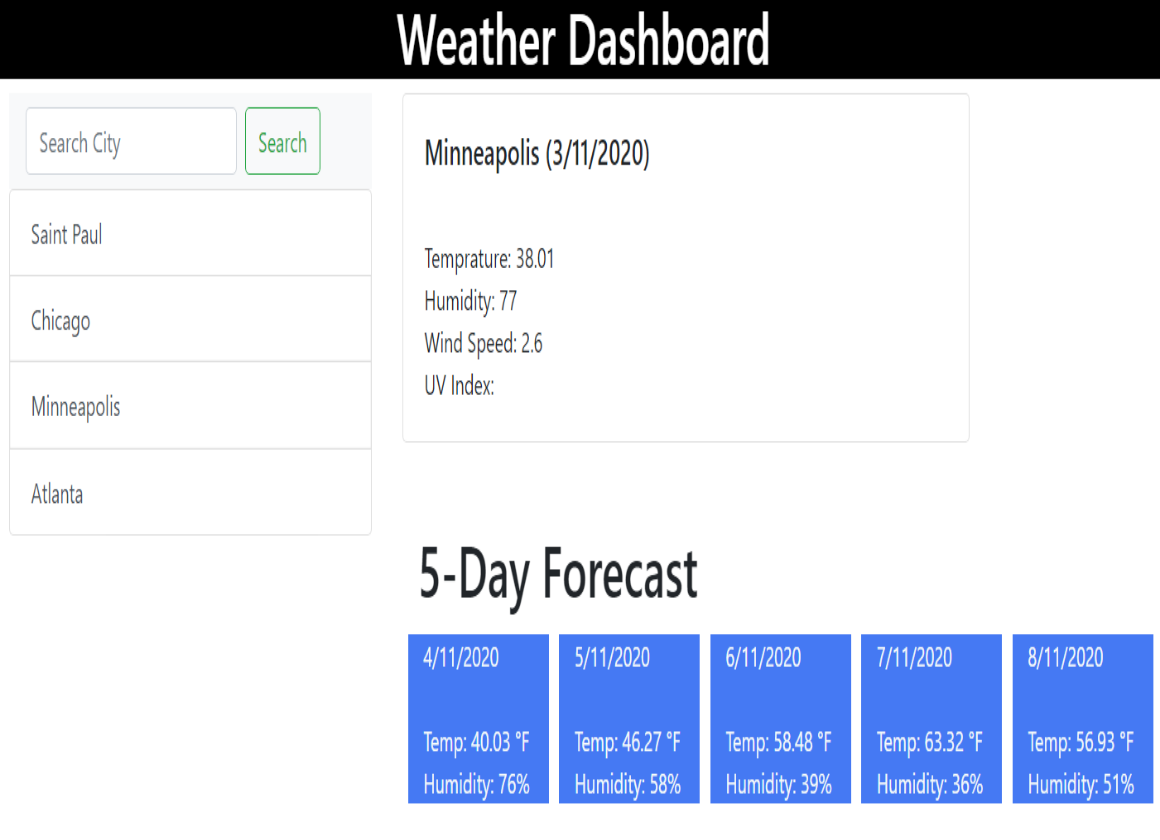 Weather Dashboard
Search City
Search
Saint Paul
Chicago
Minneapolis
Atlanta
Minneapolis (3/11/2020)
Temprature: 38.01
Humidity: 77
Wind Speed: 2.6
UV Index:
5-Day Forecast
4/11/2020
Temp: 40.03 °F
Humidity: 76%
5/11/2020
Temp: 46.27 °F
Humidity: 58%
6/11/2020
Temp: 58.48 °F
Humidity: 39%
7/11/2020
Temp: 63.32 °F
Humidity: 36%
8/11/2020
Temp: 56.93 °F
Humidity: 51%